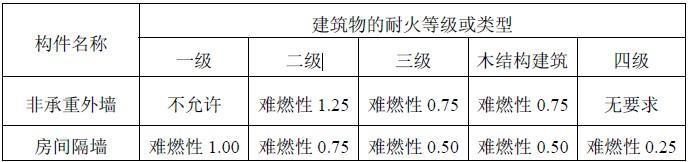 构件名称 建筑物的耐火等级或类型
一级 二级 三级 木结构建筑 四级
非承重外墙 不允许 难燃性 1.25 难燃性 0.75 难燃性 0.75 无要求
房间隔墙 难燃性 1.00 难燃性 0.75 难燃性 0.50 难燃性 0.50 难燃性 0.25